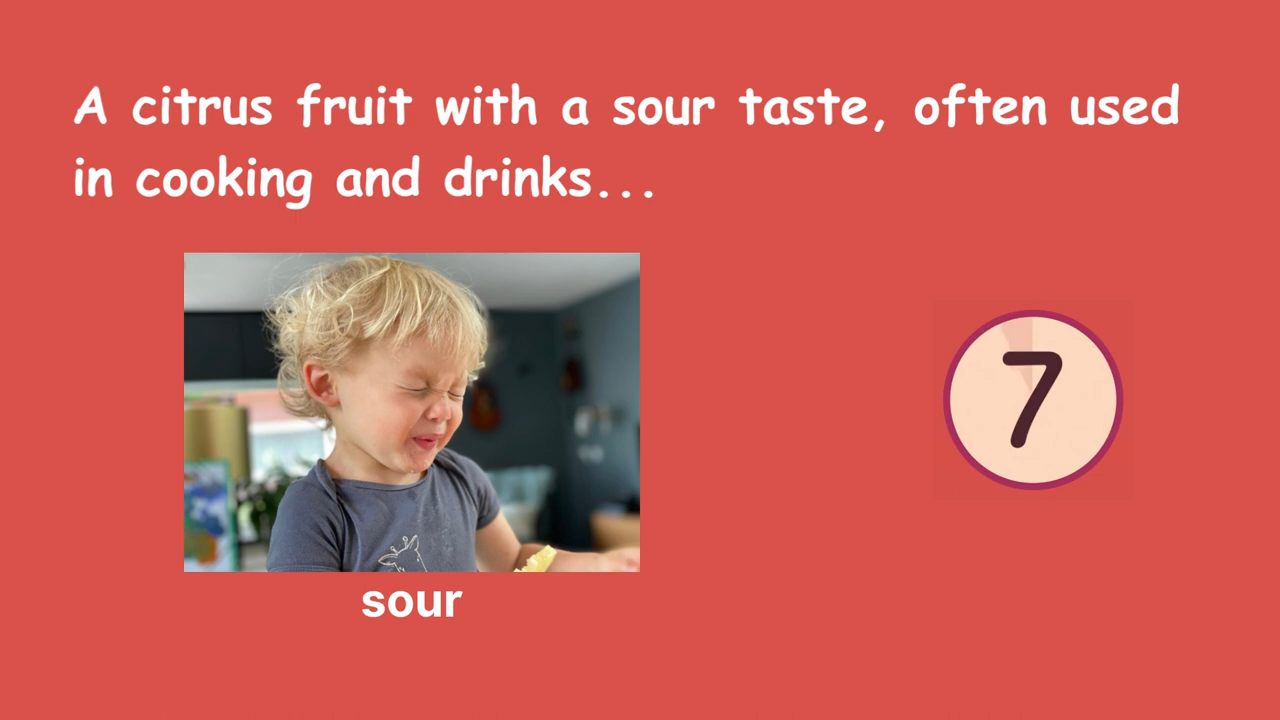 A citrus fruit with a sour taste, often used
in cooking and drinks...
7
sour